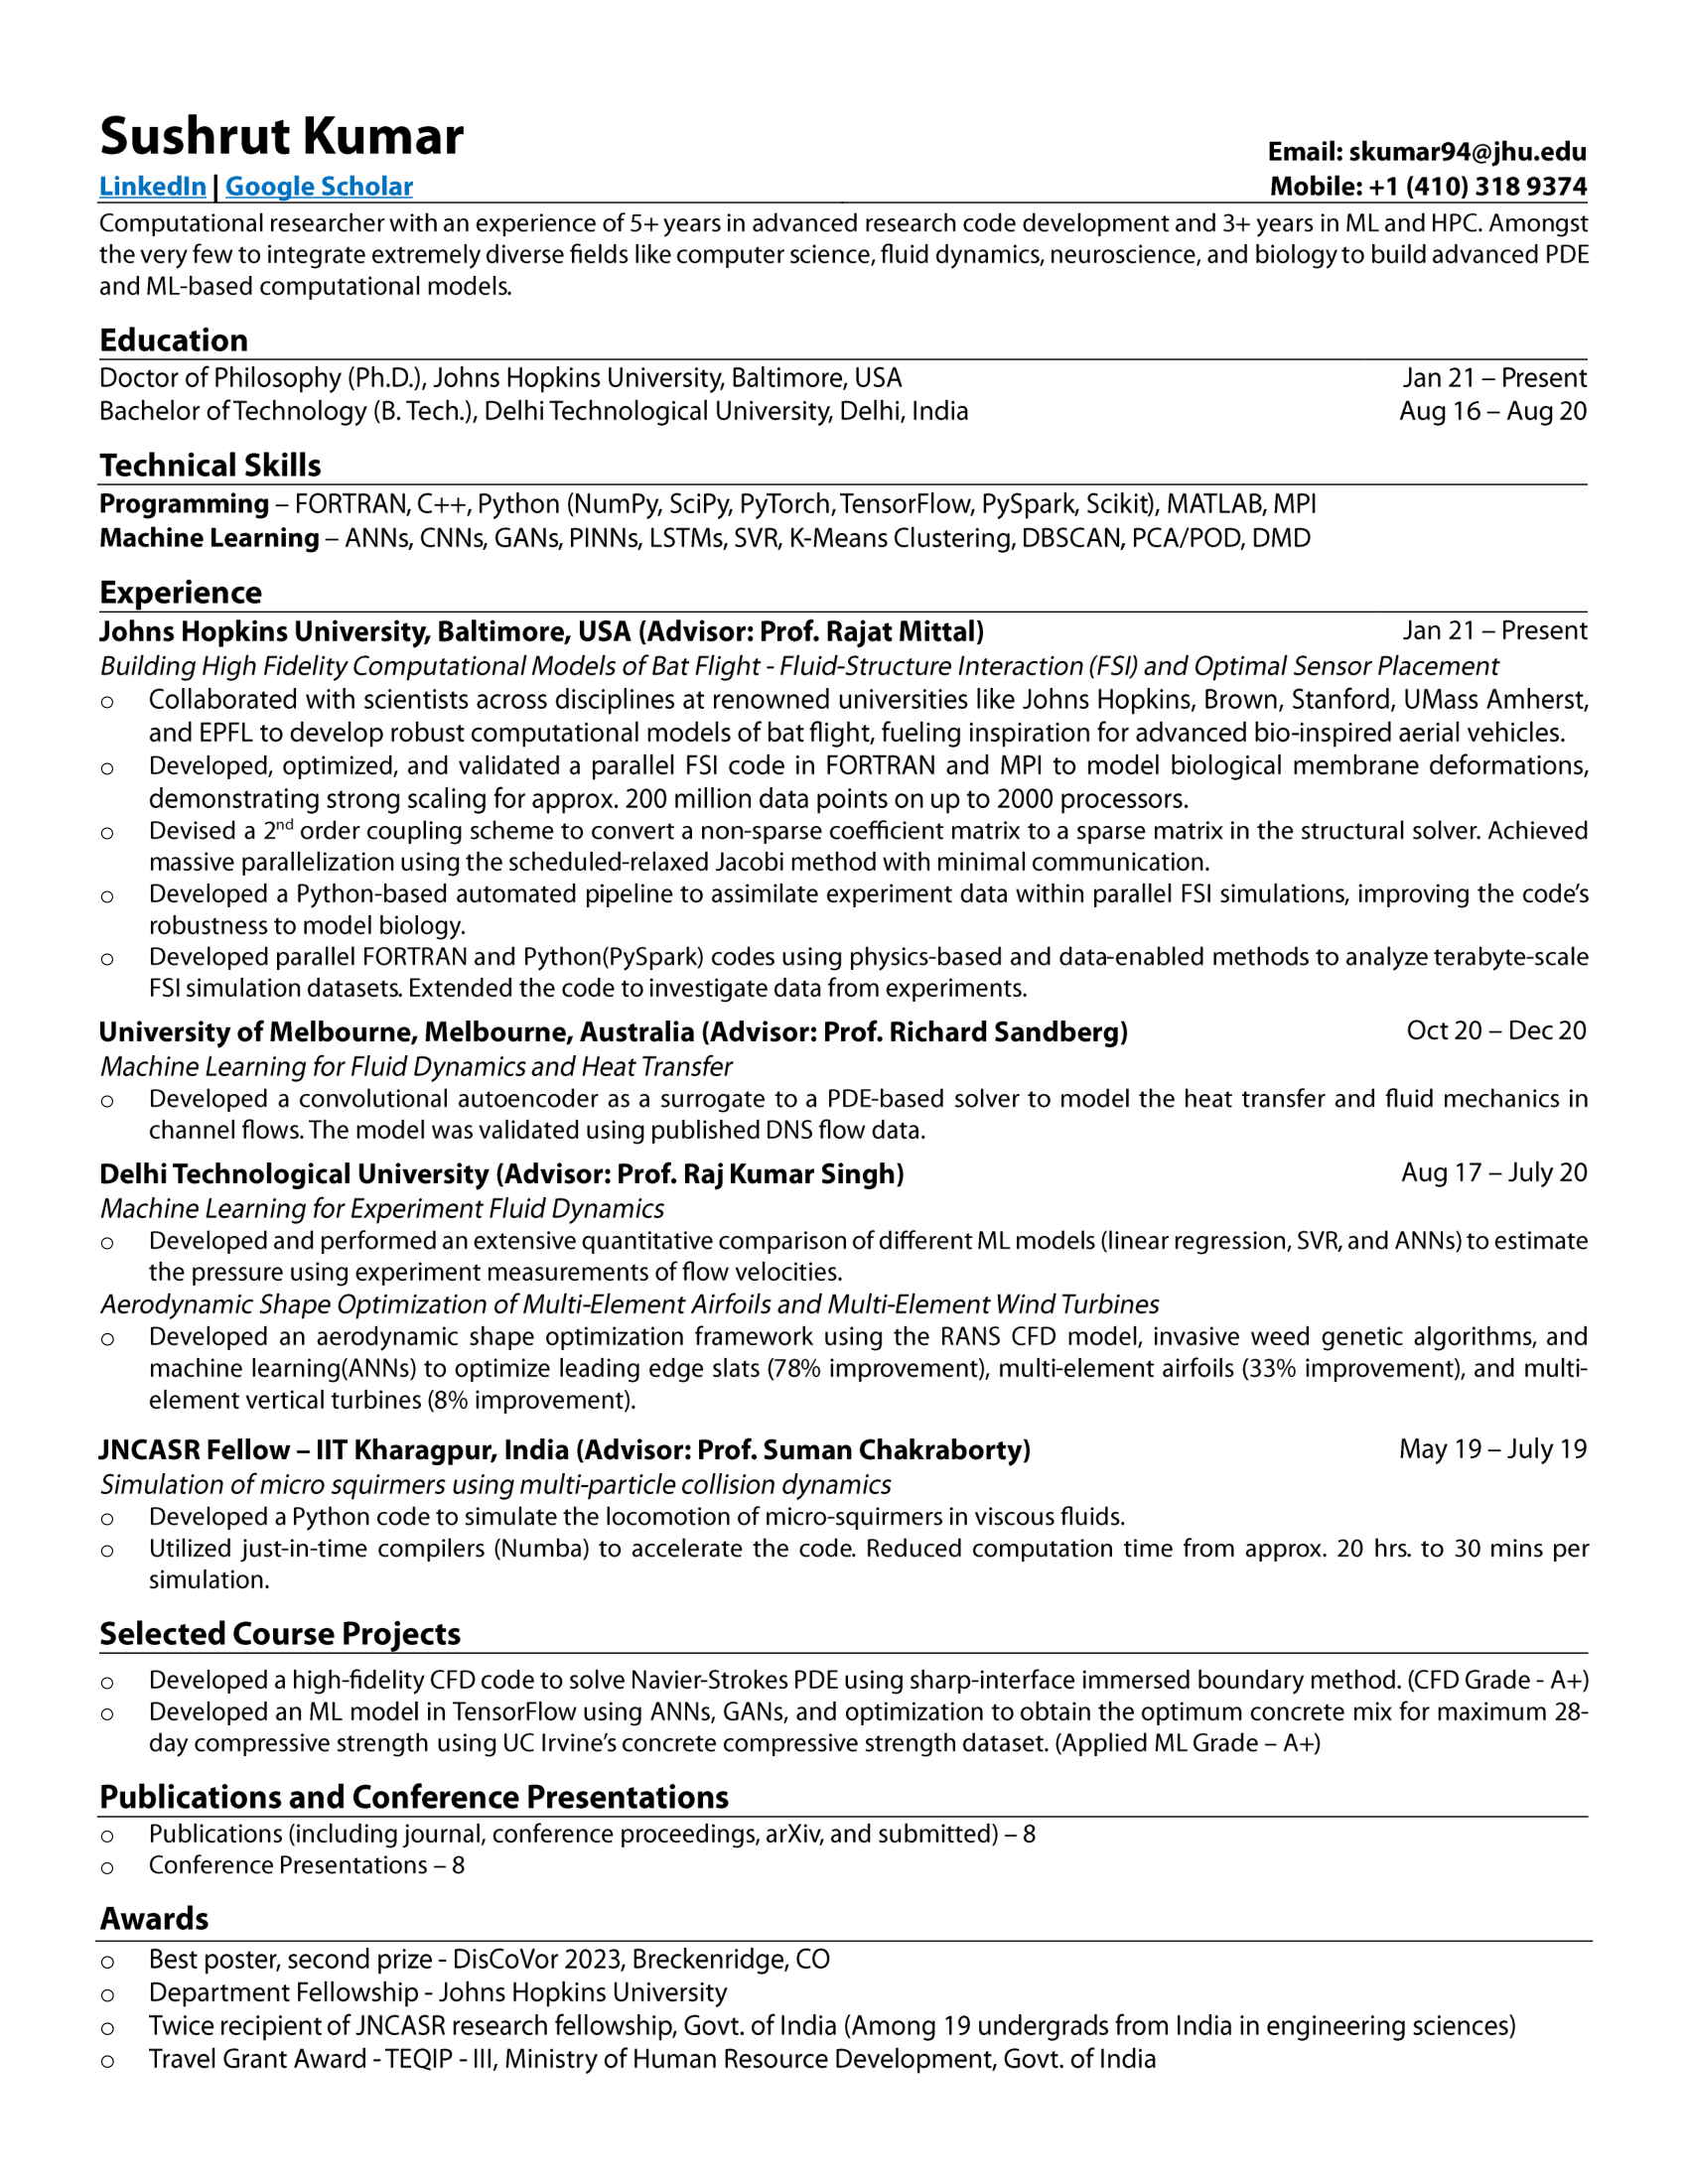 Sushrut Kumar
Email: skumar94@jhu.edu
LinkedIn | Google Scholar
Mobile: +1 (410) 318 9374
Computational researcher with an experience of 5+ years in advanced research code development and 3+ years in ML and HPC. Amongst
the very few to integrate extremely diverse fields like computer science, fluid dynamics, neuroscience, and biology to build advanced PDE
and ML-based computational models.
Education
Doctor of Philosophy (Ph.D.), Johns Hopkins University, Baltimore, USA Jan 21 – Present
Bachelor of Technology (B. Tech.), Delhi Technological University, Delhi, India Aug 16 – Aug 20
Technical Skills
Programming – FORTRAN, C++, Python (NumPy, SciPy, PyTorch, TensorFlow, PySpark, Scikit), MATLAB, MPI
Machine Learning – ANNs, CNNs, GANs, PINNs, LSTMs, SVR, K-Means Clustering, DBSCAN, PCA/POD, DMD
Experience
Johns Hopkins University, Baltimore, USA (Advisor: Prof. Rajat Mittal) Jan 21 – Present
Building High Fidelity Computational Models of Bat Flight - Fluid-Structure Interaction (FSI) and Optimal Sensor Placement
o Collaborated with scientists across disciplines at renowned universities like Johns Hopkins, Brown, Stanford, UMass Amherst,
and EPFL to develop robust computational models of bat flight, fueling inspiration for advanced bio-inspired aerial vehicles.
o Developed, optimized, and validated a parallel FSI code in FORTRAN and MPI to model biological membrane deformations,
demonstrating strong scaling for approx. 200 million data points on up to 2000 processors.
o Devised a 2nd order coupling scheme to convert a non-sparse coefficient matrix to a sparse matrix in the structural solver. Achieved
massive parallelization using the scheduled-relaxed Jacobi method with minimal communication.
o Developed a Python-based automated pipeline to assimilate experiment data within parallel FSI simulations, improving the code’s
robustness to model biology.
o Developed parallel FORTRAN and Python(PySpark) codes using physics-based and data-enabled methods to analyze terabyte-scale
FSI simulation datasets. Extended the code to investigate data from experiments.
University of Melbourne, Melbourne, Australia (Advisor: Prof. Richard Sandberg) Oct 20 – Dec 20
Machine Learning for Fluid Dynamics and Heat Transfer
o Developed a convolutional autoencoder as a surrogate to a PDE-based solver to model the heat transfer and fluid mechanics in
channel flows. The model was validated using published DNS flow data.
Delhi Technological University (Advisor: Prof. Raj Kumar Singh) Aug 17 – July 20
Machine Learning for Experiment Fluid Dynamics
o Developed and performed an extensive quantitative comparison of different ML models (linear regression, SVR, and ANNs) to estimate
the pressure using experiment measurements of flow velocities.
Aerodynamic Shape Optimization of Multi-Element Airfoils and Multi-Element Wind Turbines
o Developed an aerodynamic shape optimization framework using the RANS CFD model, invasive weed genetic algorithms, and
machine learning(ANNs) to optimize leading edge slats (78% improvement), multi-element airfoils (33% improvement), and multi-
element vertical turbines (8% improvement).
JNCASR Fellow – IIT Kharagpur, India (Advisor: Prof. Suman Chakraborty) May 19 – July 19
Simulation of micro squirmers using multi-particle collision dynamics
o Developed a Python code to simulate the locomotion of micro-squirmers in viscous fluids.
o Utilized just-in-time compilers (Numba) to accelerate the code. Reduced computation time from approx. 20 hrs. to 30 mins per
simulation.
Selected Course Projects
o Developed a high-fidelity CFD code to solve Navier-Strokes PDE using sharp-interface immersed boundary method. (CFD Grade - A+)
o Developed an ML model in TensorFlow using ANNs, GANs, and optimization to obtain the optimum concrete mix for maximum 28-
day compressive strength using UC Irvine’s concrete compressive strength dataset. (Applied ML Grade – A+)
Publications and Conference Presentations
o Publications (including journal, conference proceedings, arXiv, and submitted) – 8
o Conference Presentations – 8
Awards
o Best poster, second prize - DisCoVor 2023, Breckenridge, CO
o Department Fellowship - Johns Hopkins University
o Twice recipient of JNCASR research fellowship, Govt. of India (Among 19 undergrads from India in engineering sciences)
o Travel Grant Award - TEQIP - III, Ministry of Human Resource Development, Govt. of India